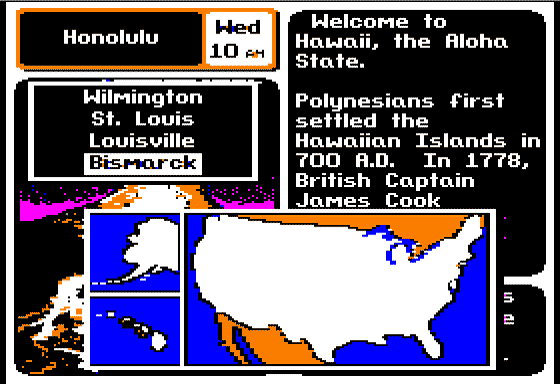 Honolulu
Wed
10 AM
Wilmington
St. Louis
Louisville
Bismarck
Welcome to
Hawaii, the Aloha
State.
Polynesians first
settled the
Hawaiian Islands in
700 A.D. In 1778,
British Captain
James Cook
s
e